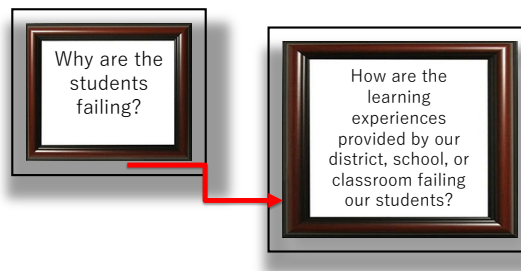 Why are the
students
failing?
How are the
learning
experiences
provided by our
district, school, or
classroom failing
our students?